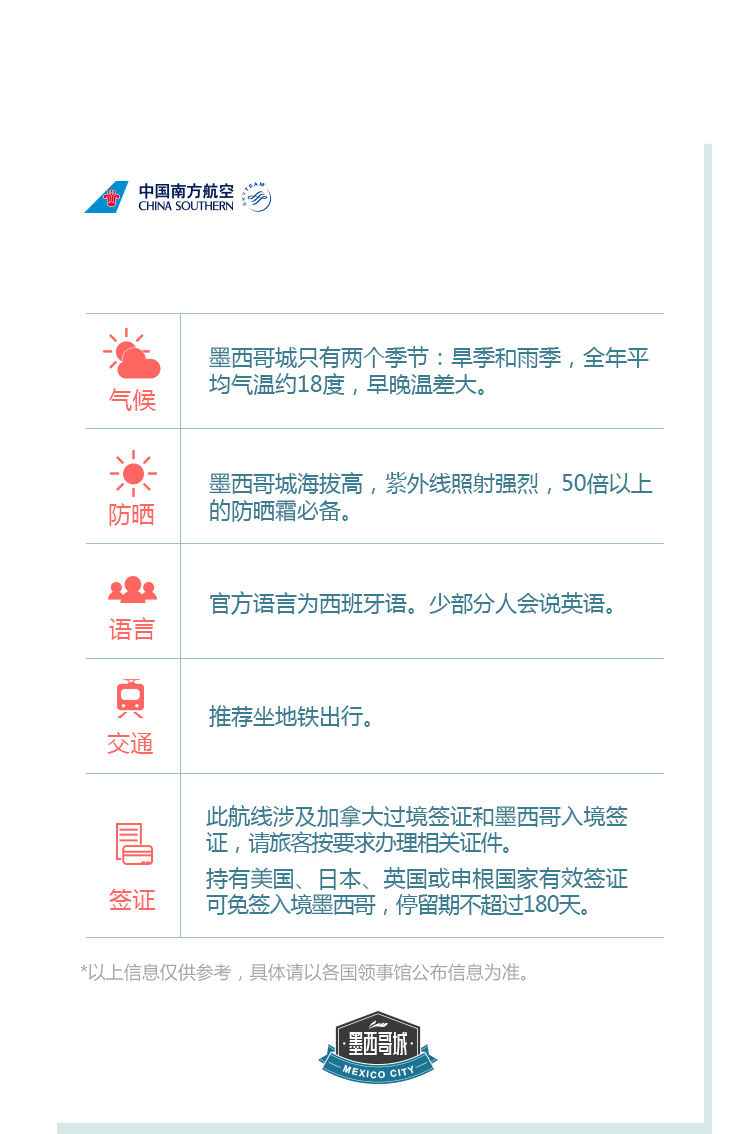 中国南方航空
CHINA SOUTHERN
SKYTEAM
墨西哥城只有两个季节：旱季和雨季，全年平
均气温约18度，早晚温差大。
气候
墨西哥城海拔高，紫外线照射强烈，50倍以上
的防晒霜必备。
防晒
官方语言为西班牙语。少部分人会说英语。
语言
推荐坐地铁出行。
交通
此航线涉及加拿大过境签证和墨西哥入境签
证，请旅客按要求办理相关证件。
持有美国、日本、英国或申根国家有效签证
可免签入境墨西哥，停留期不超过180天。
签证
*以上信息仅供参考，具体请以各国领事馆公布信息为准。
墨西哥城
MEXICO CITY